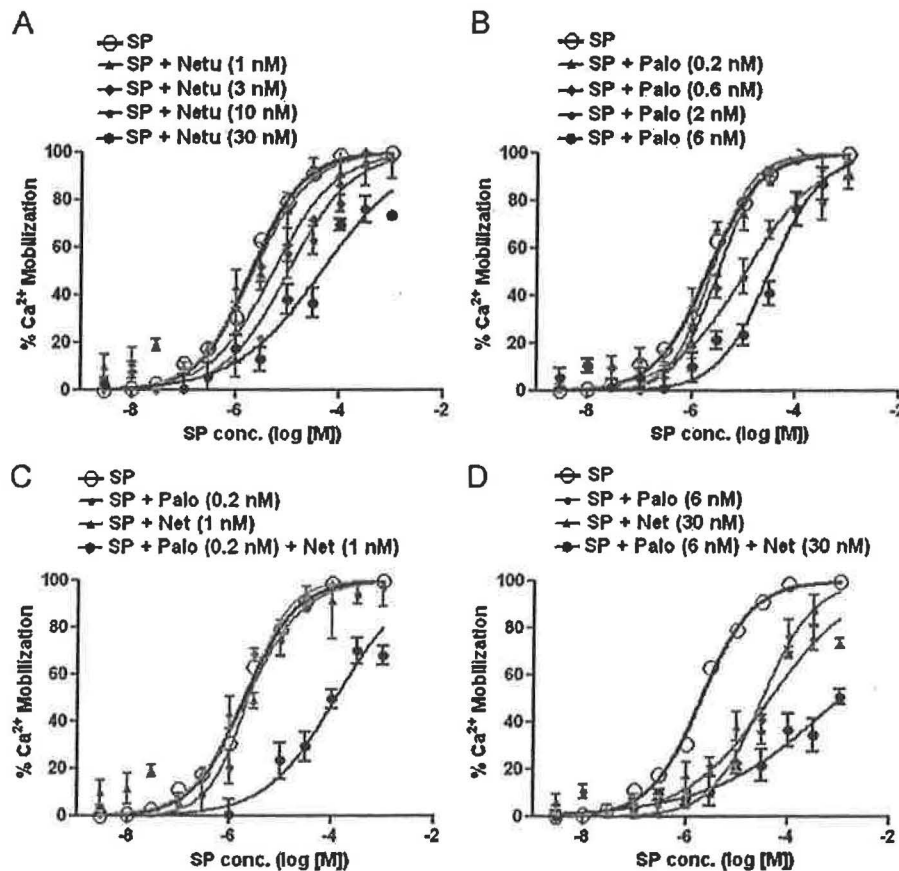 A
SP
SP + Netu (1 nM)
SP + Netu (3 nM)
SP + Netu (10 nM)
SP + Netu (30 nM)
100
80
60
40
20
0
% Ca²⁺ Mobilization
-8
-6
-4
-2
SP conc. (log [M])
B
SP
SP + Palo (0.2 nM)
SP + Palo (0.6 nM)
SP + Palo (2 nM)
SP + Palo (6 nM)
100
80
60
40
20
0
% Ca²⁺ Mobilization
-8
-6
-4
-2
SP conc. (log [M])
C
SP
SP + Palo (0.2 nM)
SP + Net (1 nM)
SP + Palo (0.2 nM) + Net (1 nM)
100
80
60
40
20
0
% Ca²⁺ Mobilization
-8
-6
-4
-2
SP conc. (log [M])
D
SP
SP + Palo (6 nM)
SP + Net (30 nM)
SP + Palo (6 nM) + Net (30 nM)
100
80
60
40
20
0
% Ca²⁺ Mobilization
-8
-6
-4
-2
SP conc. (log [M])